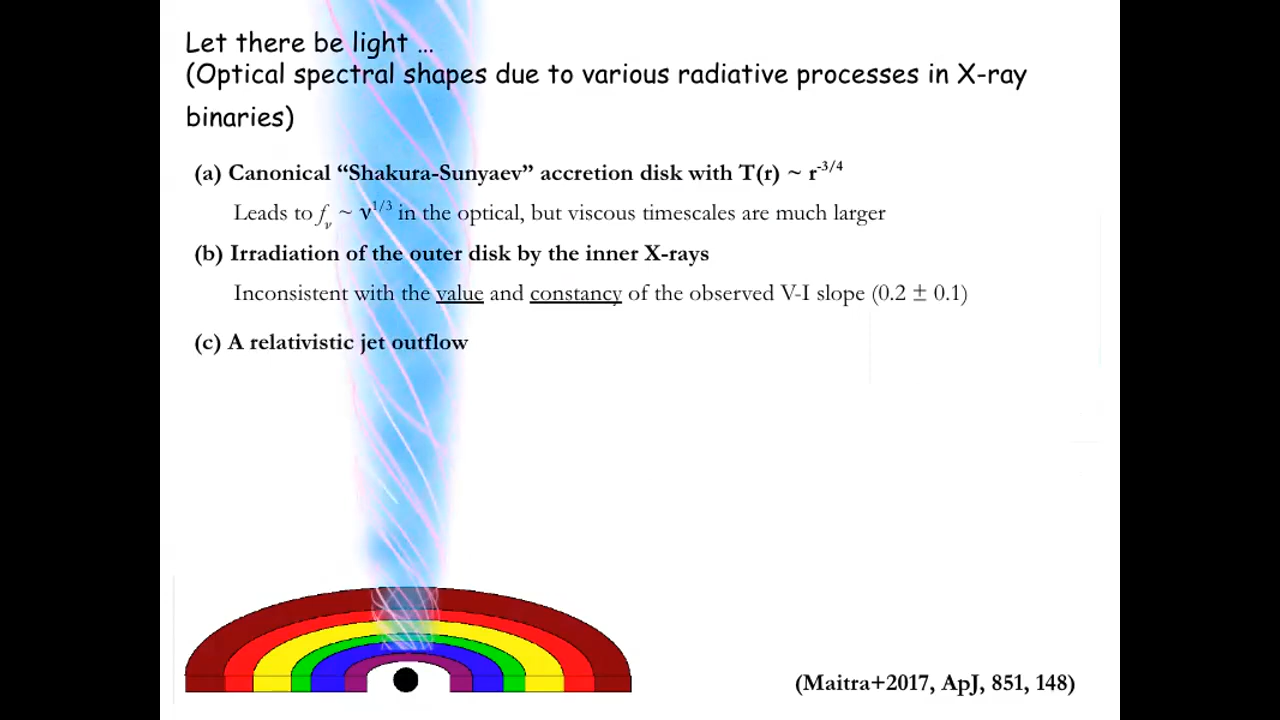 Let there be light ...
(Optical spectral shapes due to various radiative processes in X-ray
binaries)
(a) Canonical “Shakura-Sunyaev” accretion disk with T(r) ~ r^-3/4
Leads to f_ν ~ ν^1/3 in the optical, but viscous timescales are much larger
(b) Irradiation of the outer disk by the inner X-rays
Inconsistent with the value and constancy of the observed V-I slope (0.2 ± 0.1)
(c) A relativistic jet outflow
(Maitra+2017, ApJ, 851, 148)